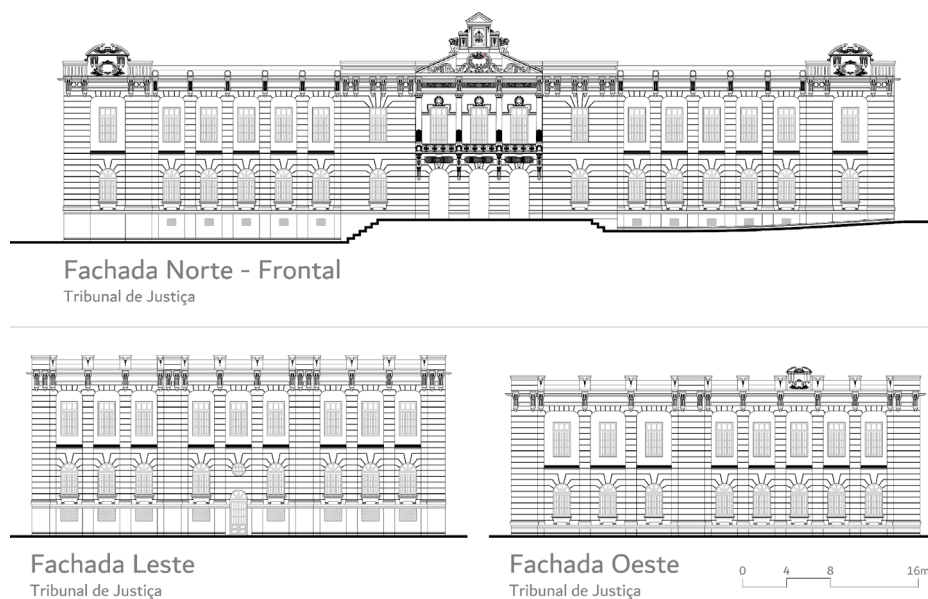 Fachada Norte - Frontal
Tribunal de Justiça
Fachada Leste
Tribunal de Justiça
Fachada Oeste
Tribunal de Justiça
0 4 8 16m